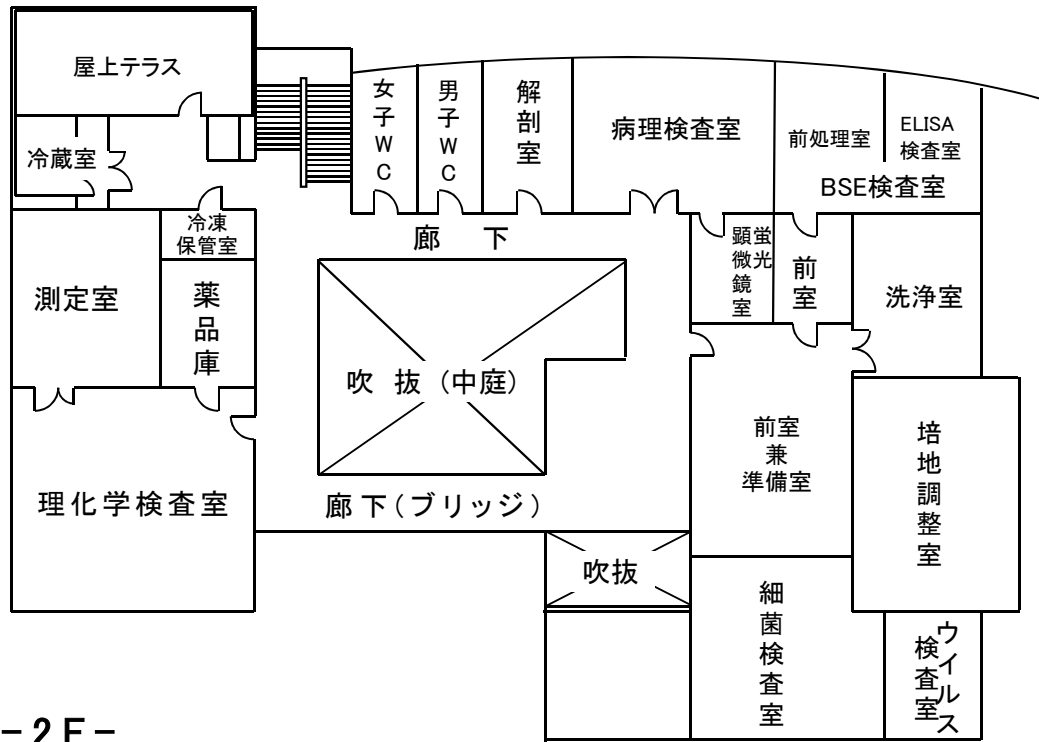 屋上テラス
女子WC
男子WC
解剖室
病理検査室
前処理室
ELISA
検査室
BSE検査室
冷蔵室
冷凍
保管室
廊 下
蛍光
顕微鏡室
前室
洗浄室
測定室
薬品庫
吹 抜 (中庭)
前室
兼
準備室
培地調整室
理化学検査室
廊下(ブリッジ)
吹抜
細菌検査室
ウイルス
検査室
-2F-